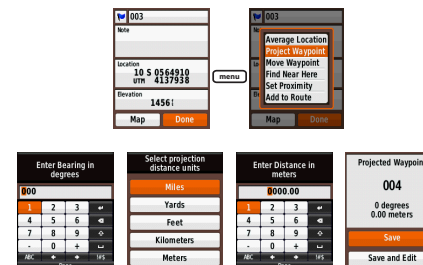 003
Note
Location
10 S 0564910
UTM 4137938
Elevation
1456f
Map Done
menu
003
Average Location
Project Waypoint
Move Waypoint
Find Near Here
Set Proximity
Add to Route
Map Done
Enter Bearing in
degrees
000
1 2 3
4 5 6
7 8 9
- 0 +
ABC !#$
Select projection
distance units
Miles
Yards
Feet
Kilometers
Meters
Enter Distance in
meters
0000.00
1 2 3
4 5 6
7 8 9
- 0 +
ABC !#$
Projected Waypoin
004
0 degrees
0.00 meters
Save
Save and Edit